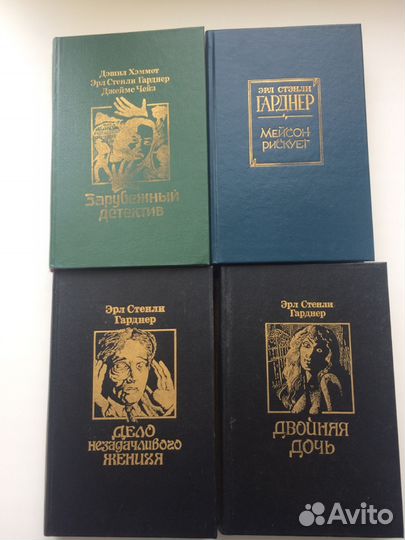 Дэшил Хэммет
Эрл Стенли Гарднер
Джеймс Чейз
Зарубежный
детектив
ЭРЛ СТЭНЛИ
ГАРДНЕР
МЕЙСОН
РИСКУЕТ
Эрл Стенли
Гарднер
ДЕЛО
незадачливого
ЖЕНИХА
Эрл Стенли
Гарднер
ДВОЙНАЯ
ДОЧЬ
Avito